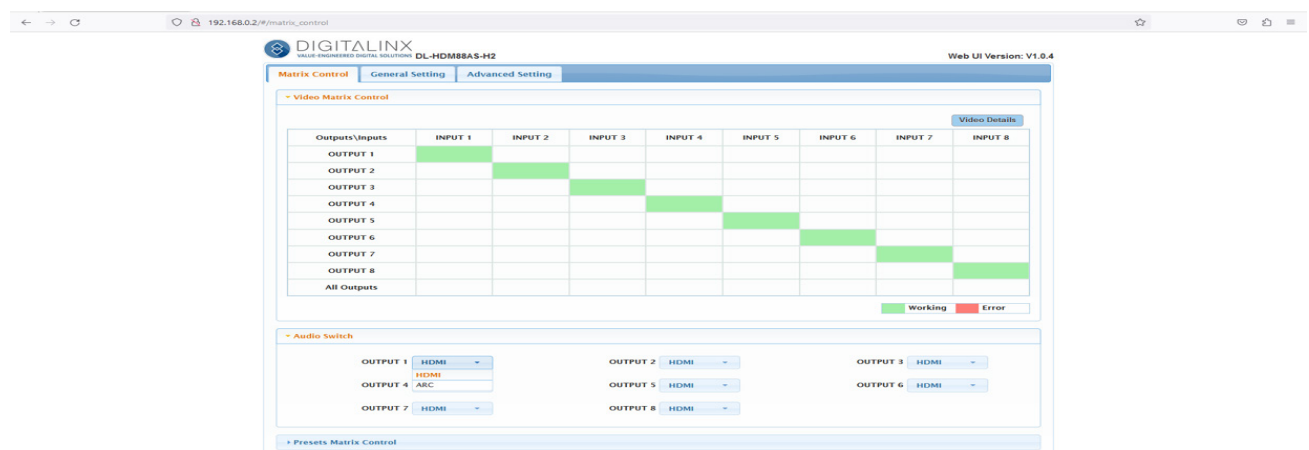 192.168.0.2/#/matrix_control
DIGITALINX
VALUE-ENGINEERED DIGITAL SOLUTIONS DL-HDM88AS-H2
Web UI Version: V1.0.4
Matrix Control General Setting Advanced Setting
Video Matrix Control
Video Details
Outputs\Inputs INPUT 1 INPUT 2 INPUT 3 INPUT 4 INPUT 5 INPUT 6 INPUT 7 INPUT 8
OUTPUT 1
OUTPUT 2
OUTPUT 3
OUTPUT 4
OUTPUT 5
OUTPUT 6
OUTPUT 7
OUTPUT 8
All Outputs
Working Error
Audio Switch
OUTPUT 1 HDMI OUTPUT 2 HDMI OUTPUT 3 HDMI
HDMI
OUTPUT 4 ARC OUTPUT 5 HDMI OUTPUT 6 HDMI
OUTPUT 7 HDMI OUTPUT 8 HDMI
Presets Matrix Control